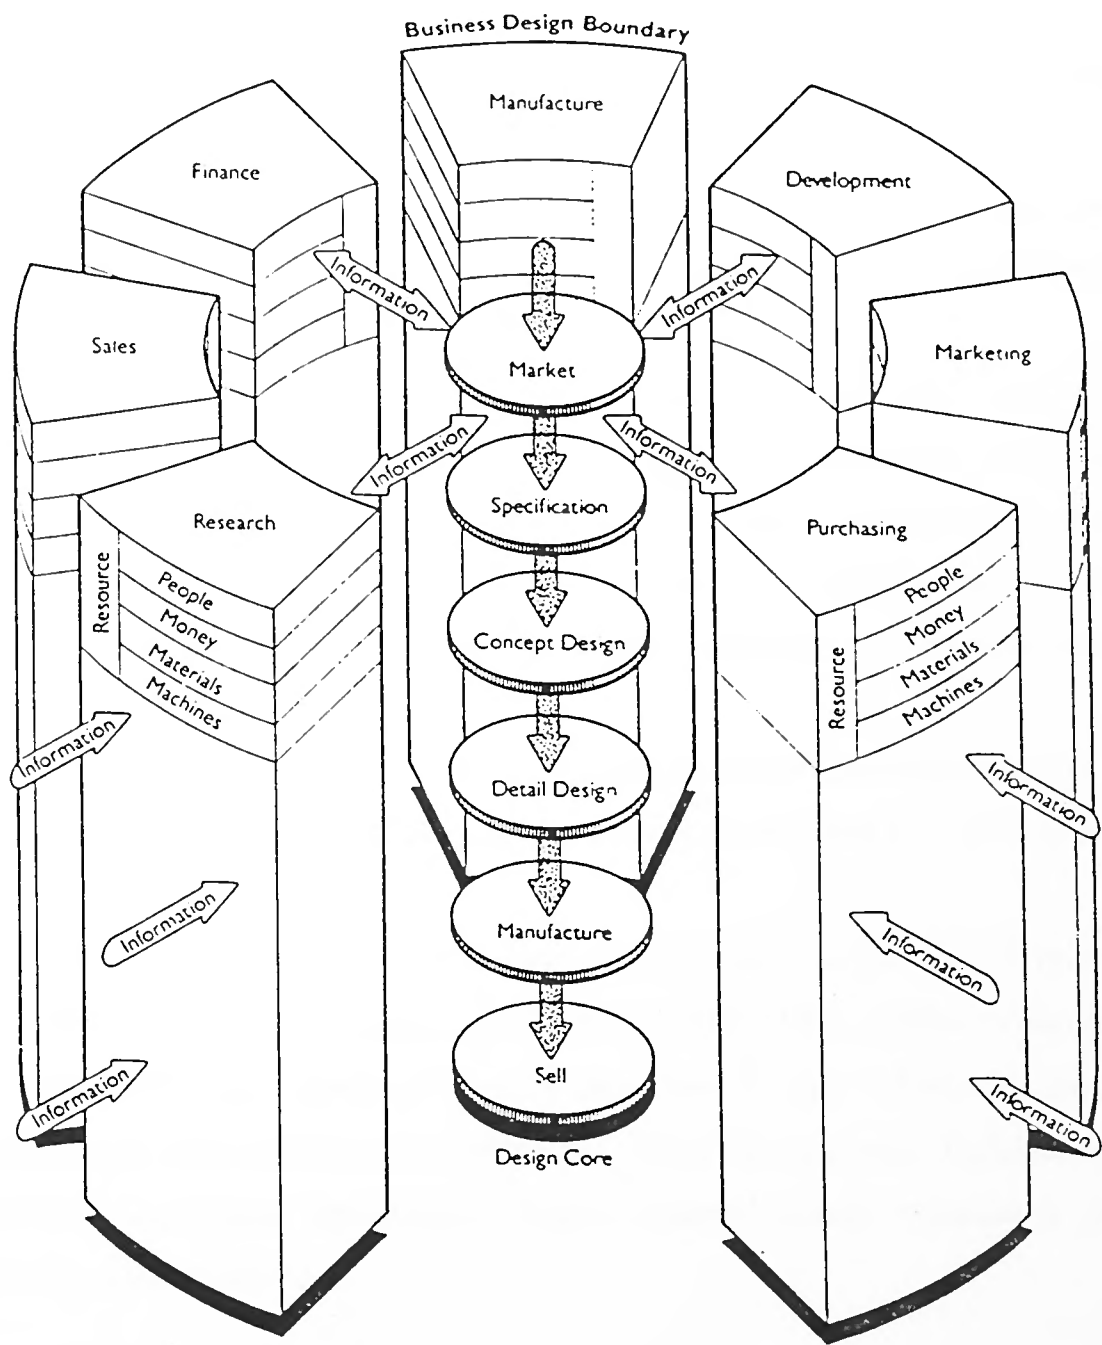 Business Design Boundary
Manufacture
Finance
Development
Information
Information
Sales
Market
Marketing
Information
Information
Research
Specification
Purchasing
Resource
People
Money
Materials
Machines
Resource
People
Money
Materials
Machines
Concept Design
Information
Detail Design
Information
Information
Manufacture
Information
Sell
Information
Information
Design Core